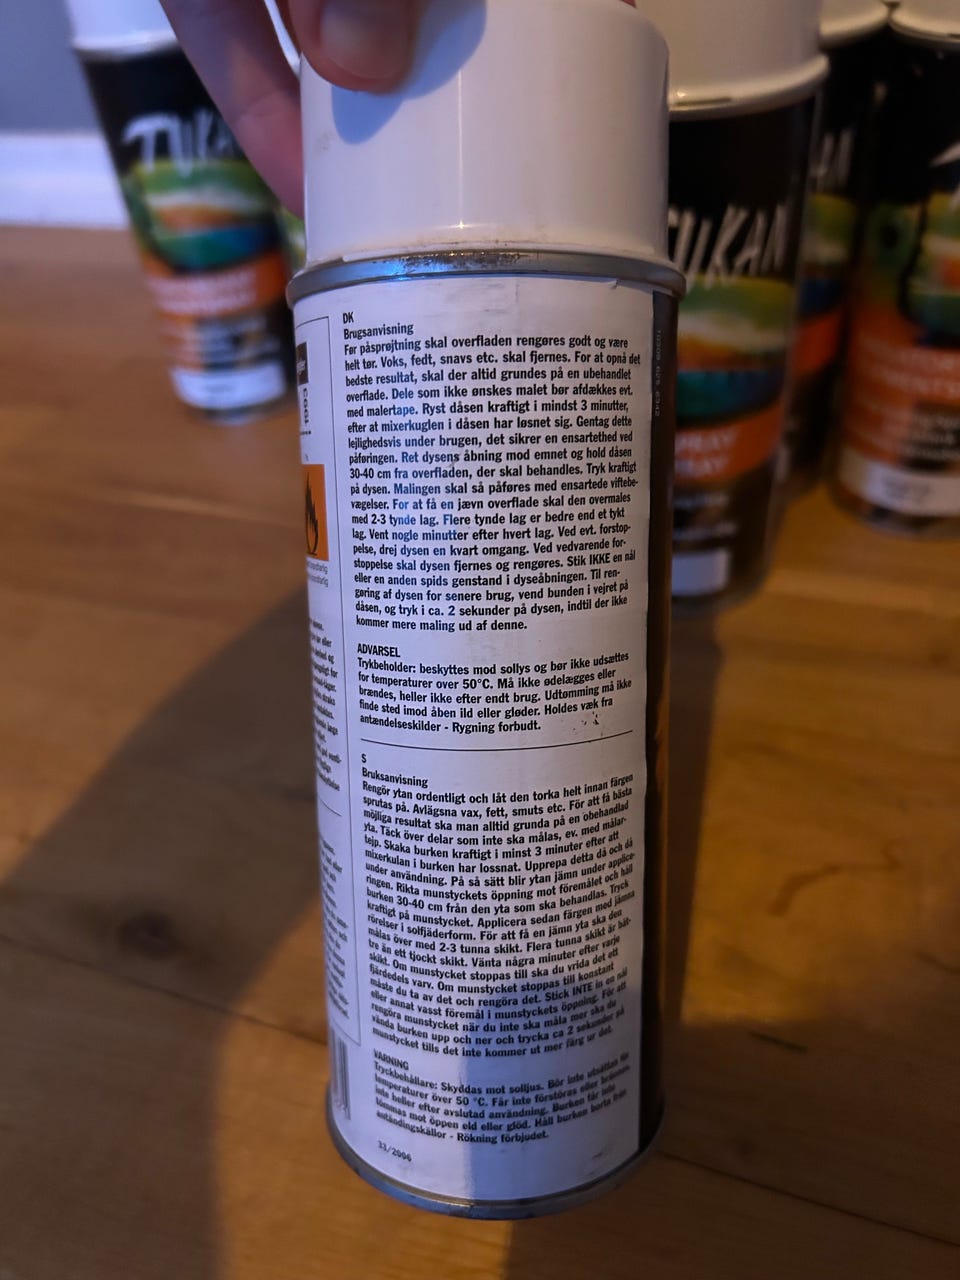 TUKAN
TUKAN
DK
Brugsanvisning
Før påsprøjtning skal overfladen rengøres godt og være
helt tør. Voks, fedt, snavs etc. skal fjernes. For at opnå det
bedste resultat, skal der altid grundes på en ubehandlet
overflade. Dele som ikke ønskes malet bør afdækkes evt.
med malertape. Ryst dåsen kraftigt i mindst 3 minutter,
efter at mixerkuglen i dåsen har løsnet sig. Gentag dette
lejlighedsvis under brugen, det sikrer en ensartethed ved
påføringen. Ret dysens åbning mod emnet og hold dåsen
30-40 cm fra overfladen, der skal behandles. Tryk kraftigt
på dysen. Malingen skal så påføres med ensartede viftebe-
vægelser. For at få en jævn overflade skal den overmales
med 2-3 tynde lag. Flere tynde lag er bedre end et tykt
lag. Vent nogle minutter efter hvert lag. Ved evt. forstop-
pelse, drej dysen en kvart omgang. Ved vedvarende for-
stoppelse skal dysen fjernes og rengøres. Stik IKKE en nål
eller en anden spids genstand i dyseåbningen. Til ren-
gøring af dysen for senere brug, vend bunden i vejret på
dåsen, og tryk i ca. 2 sekunder på dysen, indtil der ikke
kommer mere maling ud af denne.
ADVARSEL
Trykbeholder: beskyttes mod sollys og bør ikke udsættes
for temperaturer over 50°C. Må ikke ødelægges eller
brændes, heller ikke efter endt brug. Udtømning må ikke
finde sted imod åben ild eller gløder. Holdes væk fra
antændelseskilder - Rygning forbudt.
S
Bruksanvisning
Rengör ytan ordentligt och låt den torka helt innan färgen
sprutas på. Avlägsna vax, fett, smuts etc. För att få bästa
möjliga resultat ska man alltid grunda på en obehandlad
yta. Täck över delar som inte ska målas, ev. med målar-
tejp. Skaka burken kraftigt i minst 3 minuter efter att
mixerkulan i burken har lossnat. Upprepa detta då och då
under användning. På så sätt blir ytan jämn under applice-
ringen. Rikta munstyckets öppning mot föremålet och håll
burken 30-40 cm från den yta som ska behandlas. Tryck
kraftigt på munstycket. Applicera sedan färgen med jämna
rörelser i solfjäderform. För att få en jämn yta ska den
målas över med 2-3 tunna skikt. Flera tunna skikt är bät-
tre än ett tjockt skikt. Vänta några minuter efter varje
skikt. Om munstycket stoppas till ska du vrida det ett
fjärdedels varv. Om munstycket stoppas till konstant
måste du ta av det och rengöra det. Stick INTE in en nål
eller annat vasst föremål i munstyckets öppning. För att
rengöra munstycket när du inte ska måla mer ska du
vända burken upp och ner och trycka ca 2 sekunder på
munstycket tills det inte kommer ut mer färg ur det.
VARNING
Tryckbehållare: Skyddas mot solljus. Bör inte utsättas för
temperaturer över 50 °C. Får inte förstöras eller brännas,
inte heller efter avslutad användning. Burken får inte
tömmas mot öppen eld eller glöd. Håll burken borta från
antändingskällor - Rökning förbjudet.
33/2006